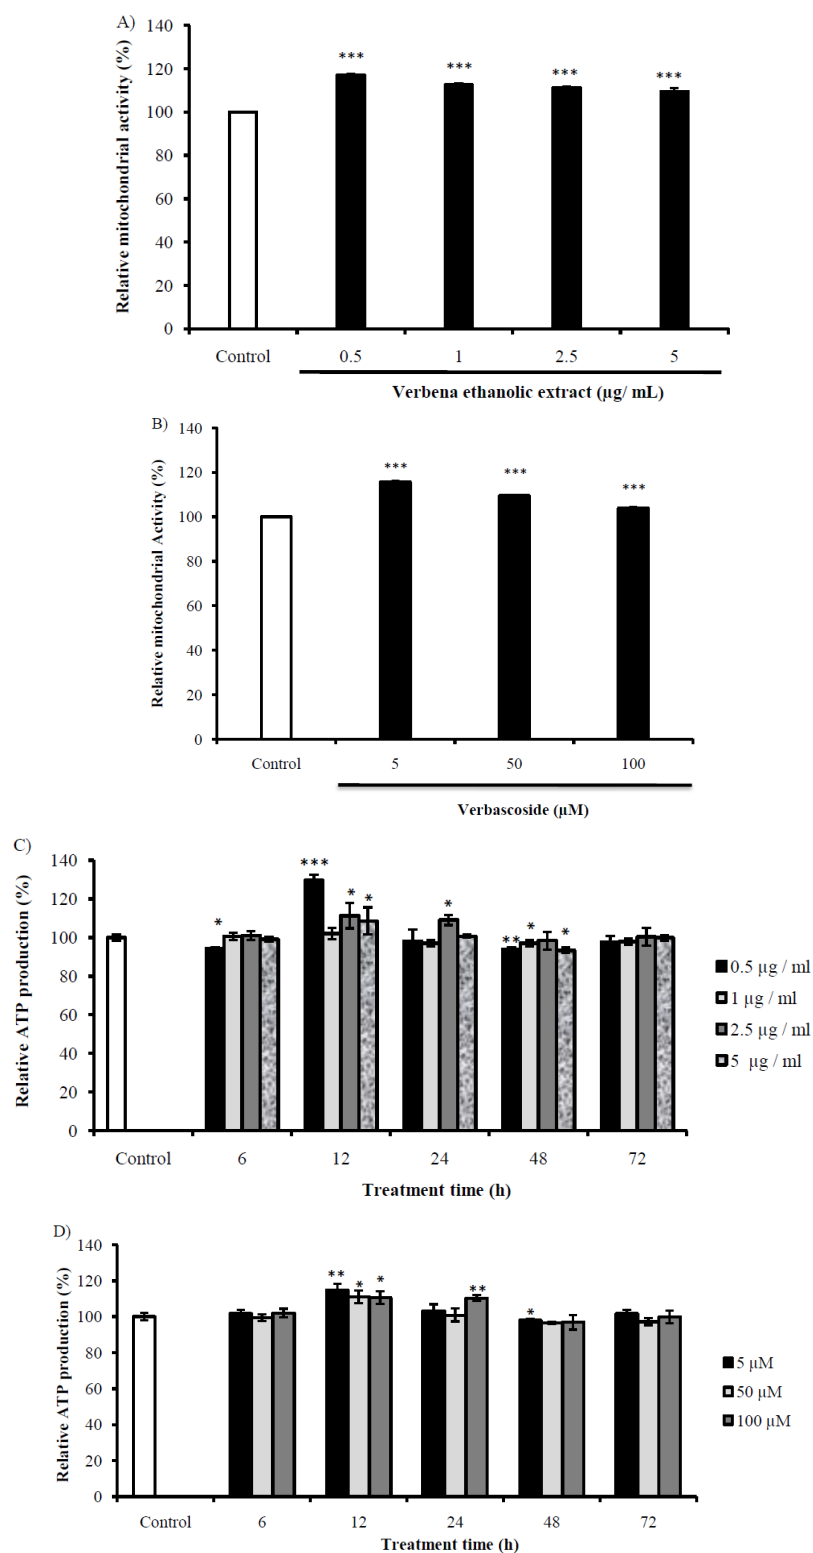 A)
Relative mitochondrial activity (%)
140
120
100
80
60
40
20
0
*** *** *** ***
Control 0.5 1 2.5 5
Verbena ethanolic extract (µg/ mL)
B)
Relative mitochondrial Activity (%)
140
120
100
80
60
40
20
0
*** *** ***
Control 5 50 100
Verbascoside (µM)
C)
Relative ATP production (%)
140
120
100
80
60
40
20
0
* *** * * * ** * *
0.5 µg / ml
1 µg / ml
2.5 µg / ml
5 µg / ml
Control 6 12 24 48 72
Treatment time (h)
D)
Relative ATP production (%)
140
120
100
80
60
40
20
0
** * * ** *
5 µM
50 µM
100 µM
Control 6 12 24 48 72
Treatment time (h)